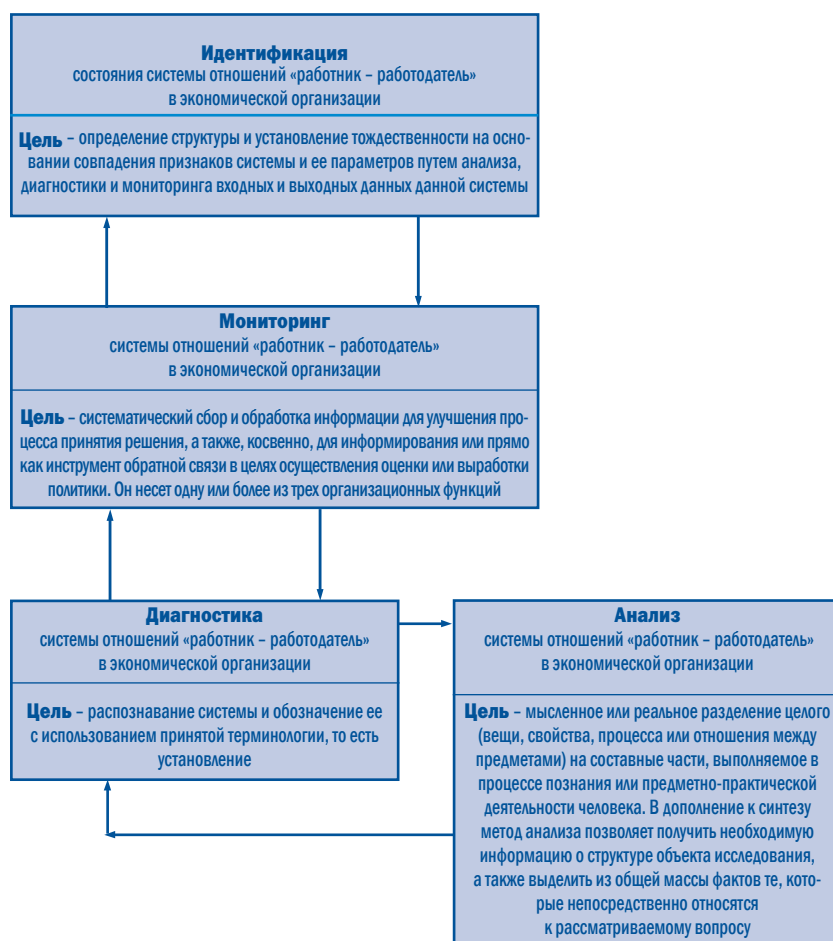 Идентификация
состояния системы отношений «работник – работодатель»
в экономической организации
Цель – определение структуры и установление тождественности на осно-
вании совпадения признаков системы и ее параметров путем анализа,
диагностики и мониторинга входных и выходных данных данной системы
Мониторинг
системы отношений «работник – работодатель»
в экономической организации
Цель – систематический сбор и обработка информации для улучшения про-
цесса принятия решения, а также, косвенно, для информирования или прямо
как инструмент обратной связи в целях осуществления оценки или выработки
политики. Он несет одну или более из трех организационных функций
Диагностика
системы отношений «работник – работодатель»
в экономической организации
Цель – распознавание системы и обозначение ее
с использованием принятой терминологии, то есть
установление
Анализ
системы отношений «работник – работодатель»
в экономической организации
Цель – мысленное или реальное разделение целого
(вещи, свойства, процесса или отношения между
предметами) на составные части, выполняемое в
процессе познания или предметно-практической
деятельности человека. В дополнение к синтезу
метод анализа позволяет получить необходимую
информацию о структуре объекта исследования,
а также выделить из общей массы фактов те, кото-
рые непосредственно относятся
к рассматриваемому вопросу